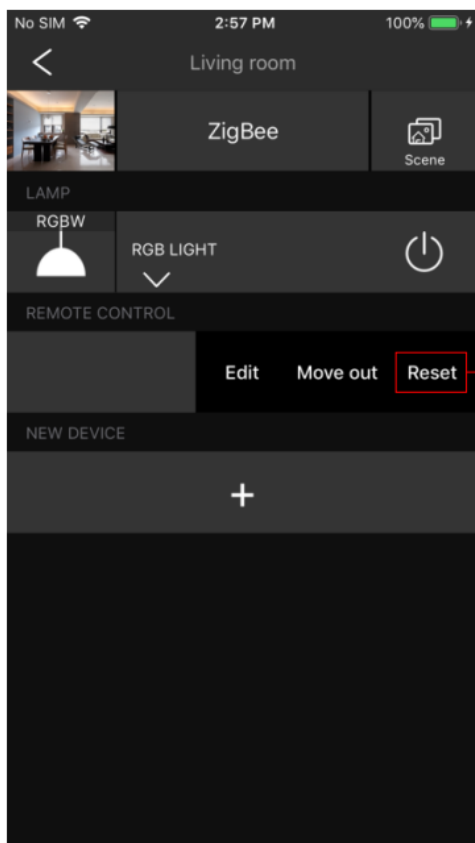 No SIM 2:57 PM 100%
Living room
ZigBee
Scene
LAMP
RGBW
RGB LIGHT
REMOTE CONTROL
Edit Move out Reset
NEW DEVICE
+